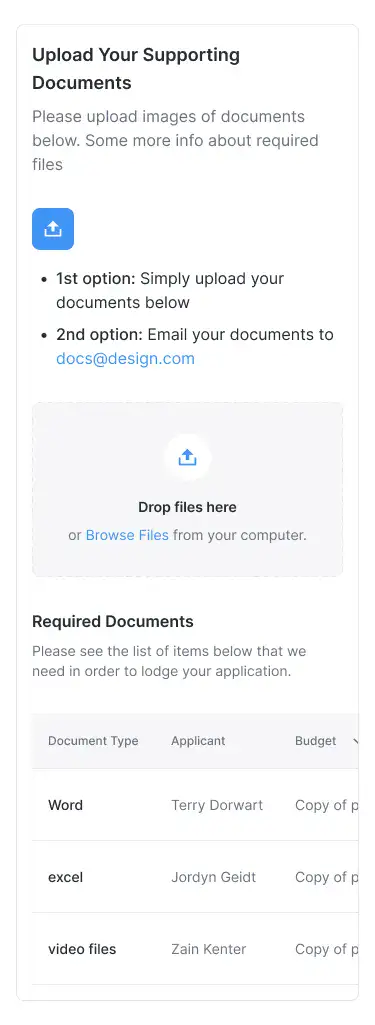 Upload Your Supporting
Documents
Please upload images of documents
below. Some more info about required
files
• 1st option: Simply upload your
documents below
• 2nd option: Email your documents to
docs@design.com
Drop files here
or Browse Files from your computer.
Required Documents
Please see the list of items below that we
need in order to lodge your application.
Document Type Applicant Budget
Word Terry Dorwart Copy of p
excel Jordyn Geidt Copy of p
video files Zain Kenter Copy of p